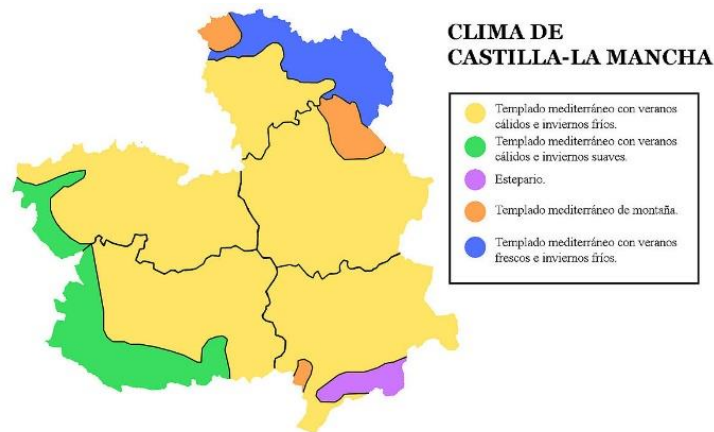 CLIMA DE
CASTILLA-LA MANCHA
Templado mediterráneo con veranos
cálidos e inviernos fríos.
Templado mediterráneo con veranos
cálidos e inviernos suaves.
Estepario.
Templado mediterráneo de montaña.
Templado mediterráneo con veranos
frescos e inviernos fríos.